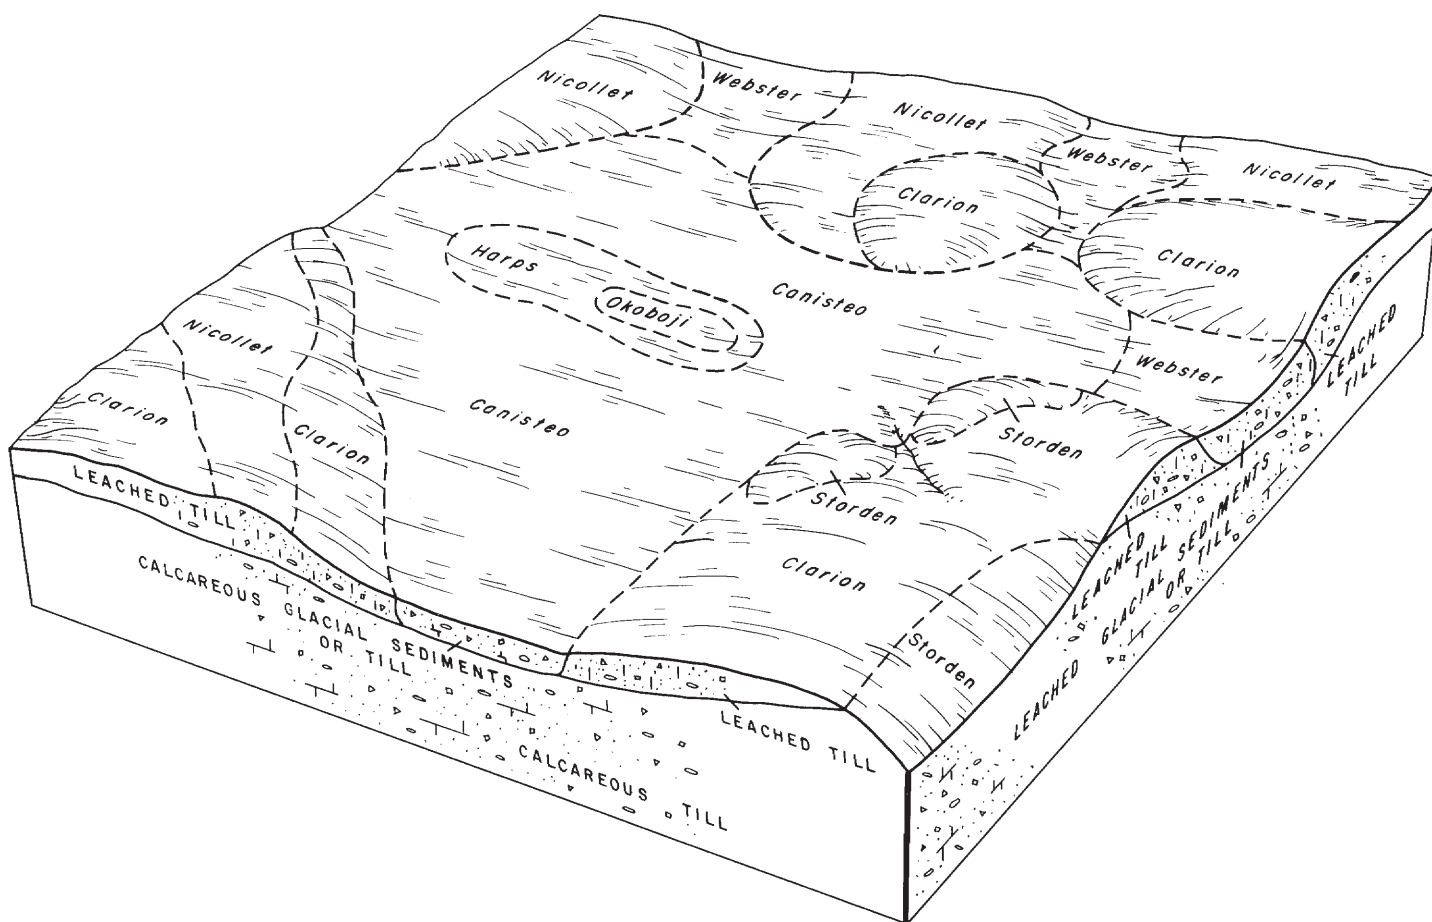 Nicollet
Webster
Nicollet
Webster
Nicollet
Clarion
Clarion
Harps
Okoboji
Canisteo
Nicollet
Clarion
Clarion
Canisteo
Webster
Storden
Storden
Clarion
Storden
LEACHED TILL
CALCAREOUS GLACIAL SEDIMENTS
OR TILL
CALCAREOUS TILL
LEACHED TILL
LEACHED
TILL
LEACHED
TILL
LEACHED GLACIAL SEDIMENTS
OR TILL